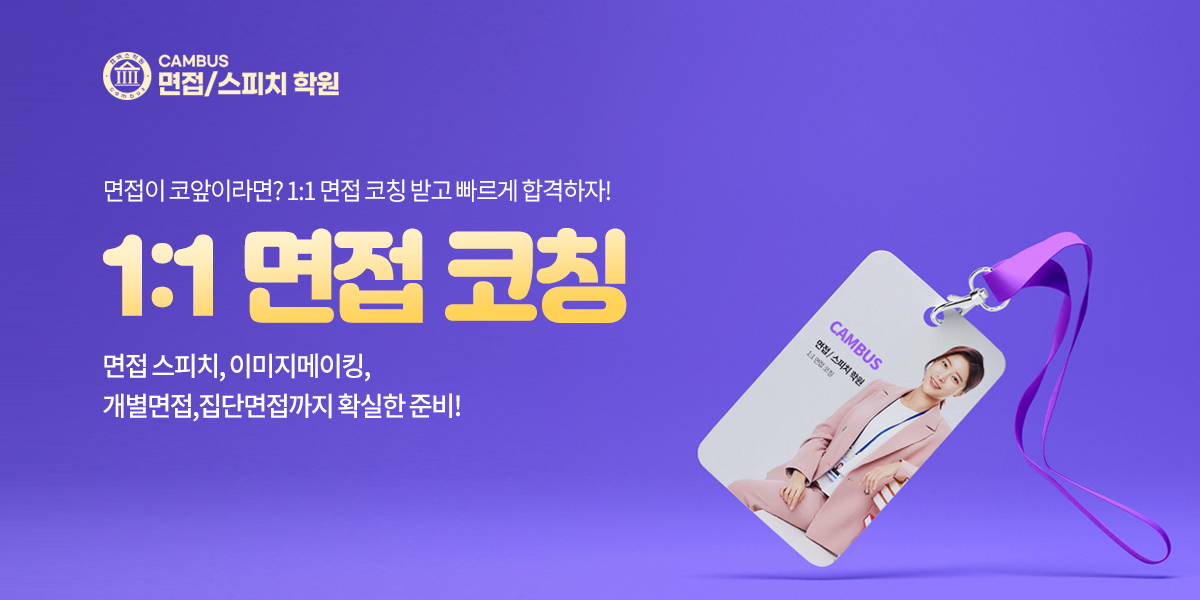 CAMBUS
면접/스피치 학원
면접이 코앞이라면? 1:1 면접 코칭 받고 빠르게 합격하자!
1:1 면접 코칭
면접 스피치, 이미지메이킹,
개별면접,집단면접까지 확실한 준비!
CAMBUS
면접/스피치 학원
1:1 면접 코칭